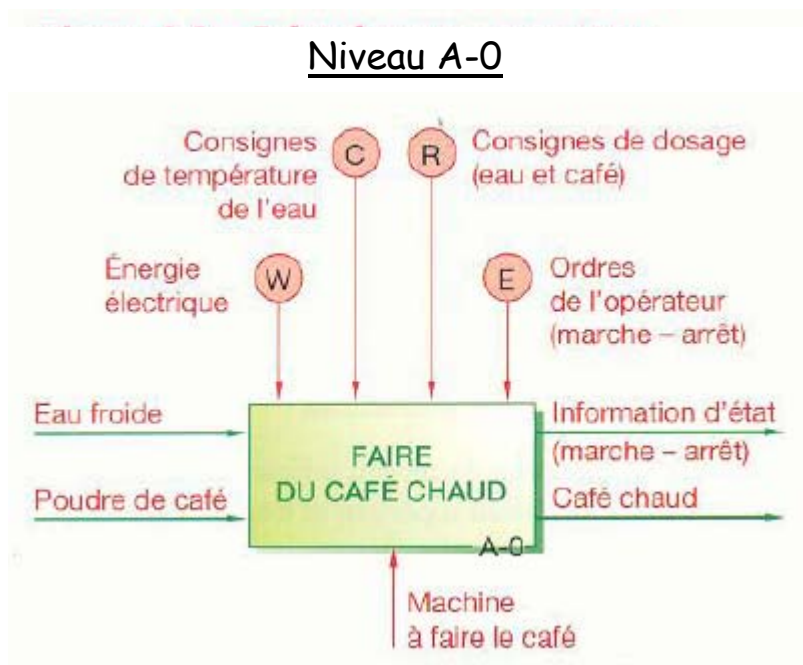 Niveau A-0
Consignes
de température
de l'eau
C
R
Consignes de dosage
(eau et café)
Énergie
électrique
W
E
Ordres
de l'opérateur
(marche – arrêt)
Eau froide
Poudre de café
FAIRE
DU CAFÉ CHAUD
A-0
Information d'état
(marche – arrêt)
Café chaud
Machine
à faire le café